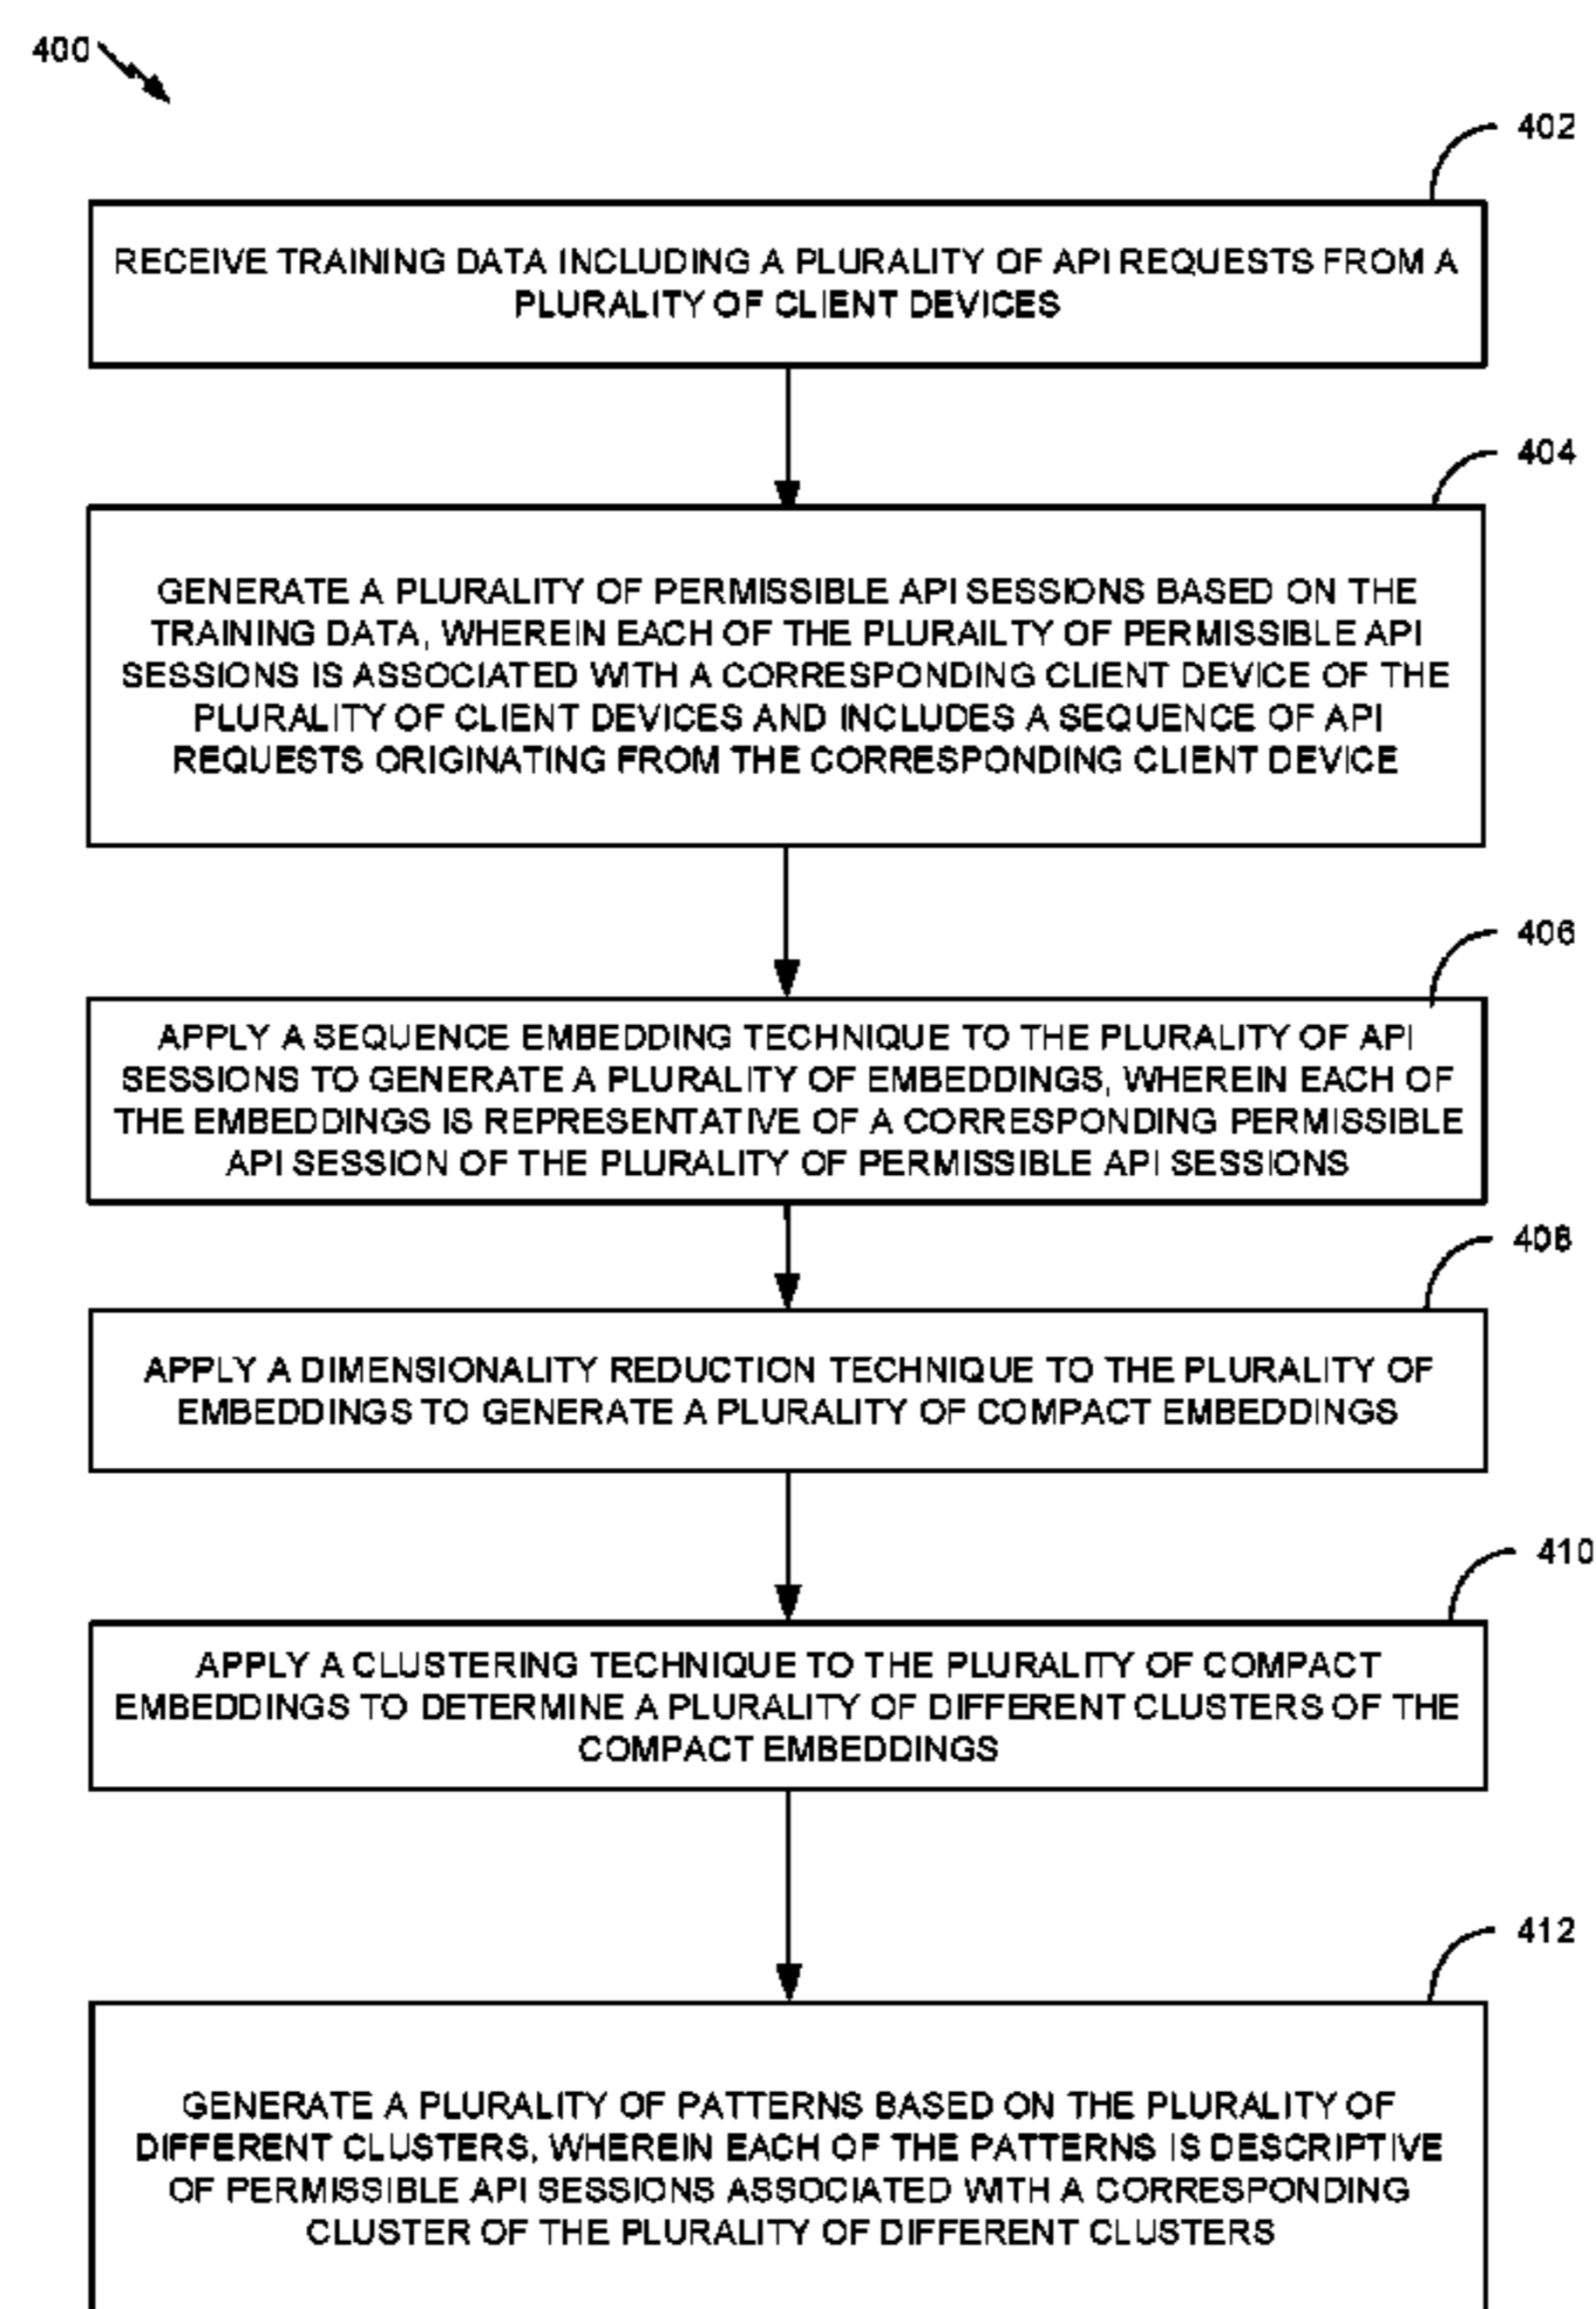 400
402
RECEIVE TRAINING DATA INCLUDING A PLURALITY OF API REQUESTS FROM A
PLURALITY OF CLIENT DEVICES
404
GENERATE A PLURALITY OF PERMISSIBLE API SESSIONS BASED ON THE
TRAINING DATA, WHEREIN EACH OF THE PLURAILTY OF PERMISSIBLE API
SESSIONS IS ASSOCIATED WITH A CORRESPONDING CLIENT DEVICE OF THE
PLURALITY OF CLIENT DEVICES AND INCLUDES A SEQUENCE OF API
REQUESTS ORIGINATING FROM THE CORRESPONDING CLIENT DEVICE
406
APPLY A SEQUENCE EMBEDDING TECHNIQUE TO THE PLURALITY OF API
SESSIONS TO GENERATE A PLURALITY OF EMBEDDINGS, WHEREIN EACH OF
THE EMBEDDINGS IS REPRESENTATIVE OF A CORRESPONDING PERMISSIBLE
API SESSION OF THE PLURALITY OF PERMISSIBLE API SESSIONS
408
APPLY A DIMENSIONALITY REDUCTION TECHNIQUE TO THE PLURALITY OF
EMBEDDINGS TO GENERATE A PLURALITY OF COMPACT EMBEDDINGS
410
APPLY A CLUSTERING TECHNIQUE TO THE PLURALITY OF COMPACT
EMBEDDINGS TO DETERMINE A PLURALITY OF DIFFERENT CLUSTERS OF THE
COMPACT EMBEDDINGS
412
GENERATE A PLURALITY OF PATTERNS BASED ON THE PLURALITY OF
DIFFERENT CLUSTERS, WHEREIN EACH OF THE PATTERNS IS DESCRIPTIVE
OF PERMISSIBLE API SESSIONS ASSOCIATED WITH A CORRESPONDING
CLUSTER OF THE PLURALITY OF DIFFERENT CLUSTERS